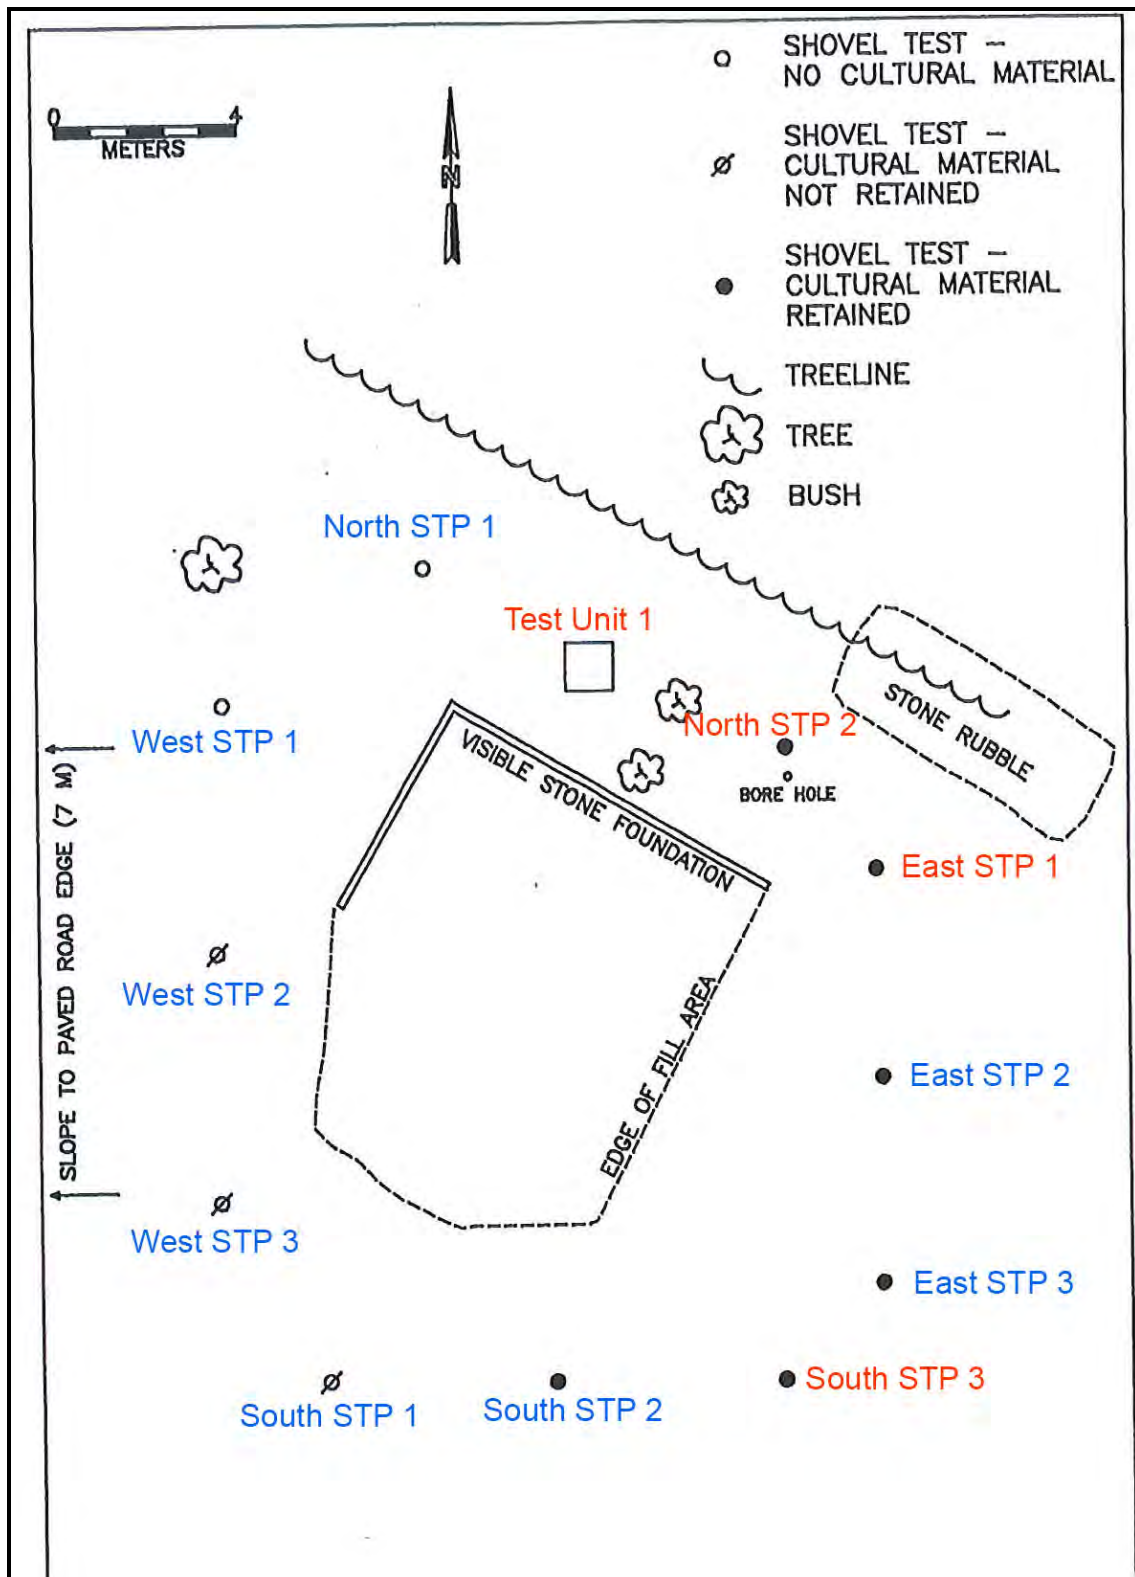 SHOVEL TEST –
NO CULTURAL MATERIAL
0 4
METERS
N
SHOVEL TEST –
CULTURAL MATERIAL
NOT RETAINED
SHOVEL TEST –
CULTURAL MATERIAL
RETAINED
TREELINE
TREE
BUSH
North STP 1
Test Unit 1
STONE RUBBLE
West STP 1
North STP 2
VISIBLE STONE FOUNDATION
BORE HOLE
SLOPE TO PAVED ROAD EDGE (7 M)
East STP 1
West STP 2
EDGE OF FILL AREA
East STP 2
West STP 3
East STP 3
South STP 1
South STP 2
South STP 3